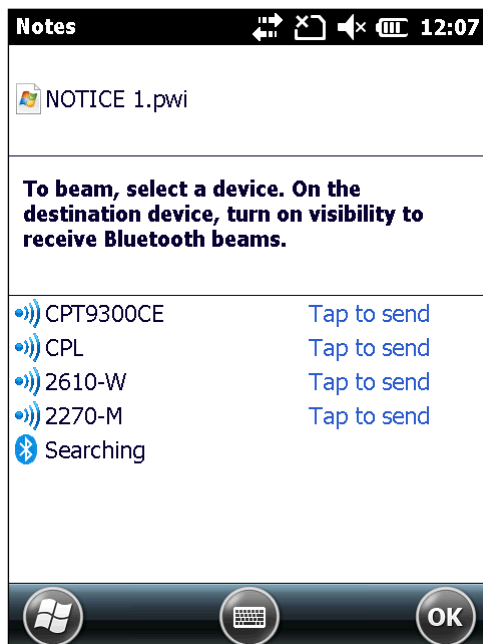 Notes 12:07
NOTICE 1.pwi
To beam, select a device. On the
destination device, turn on visibility to
receive Bluetooth beams.
CPT9300CE Tap to send
CPL Tap to send
2610-W Tap to send
2270-M Tap to send
Searching
OK